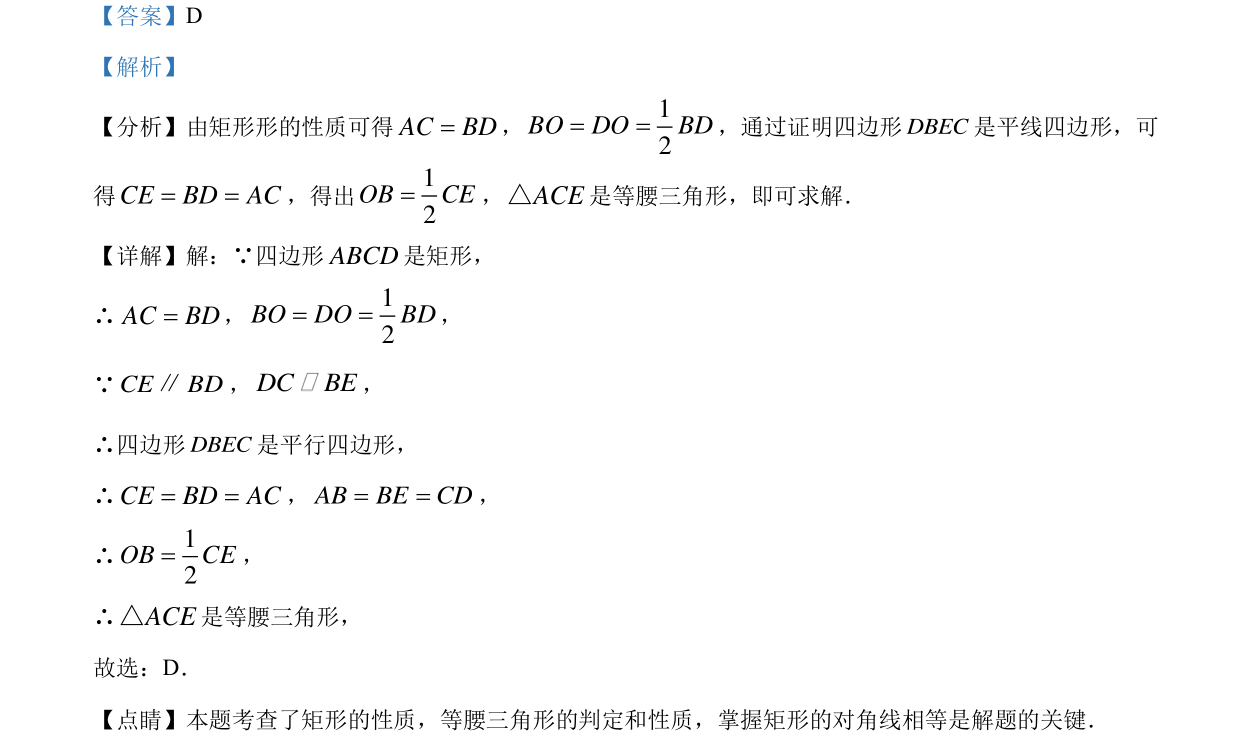 【答案】D
【解析】
【分析】由矩形形的性质可得 AC = BD，BO = DO = 1/2 BD，通过证明四边形 DBEC 是平线四边形，可
得 CE = BD = AC，得出 OB = 1/2 CE，△ACE 是等腰三角形，即可求解．
【详解】解：∵四边形 ABCD 是矩形，
∴ AC = BD，BO = DO = 1/2 BD，
∵ CE ∥ BD，DC □ BE，
∴四边形 DBEC 是平行四边形，
∴ CE = BD = AC，AB = BE = CD，
∴ OB = 1/2 CE，
∴ △ACE 是等腰三角形，
故选：D．
【点睛】本题考查了矩形的性质，等腰三角形的判定和性质，掌握矩形的对角线相等是解题的关键．